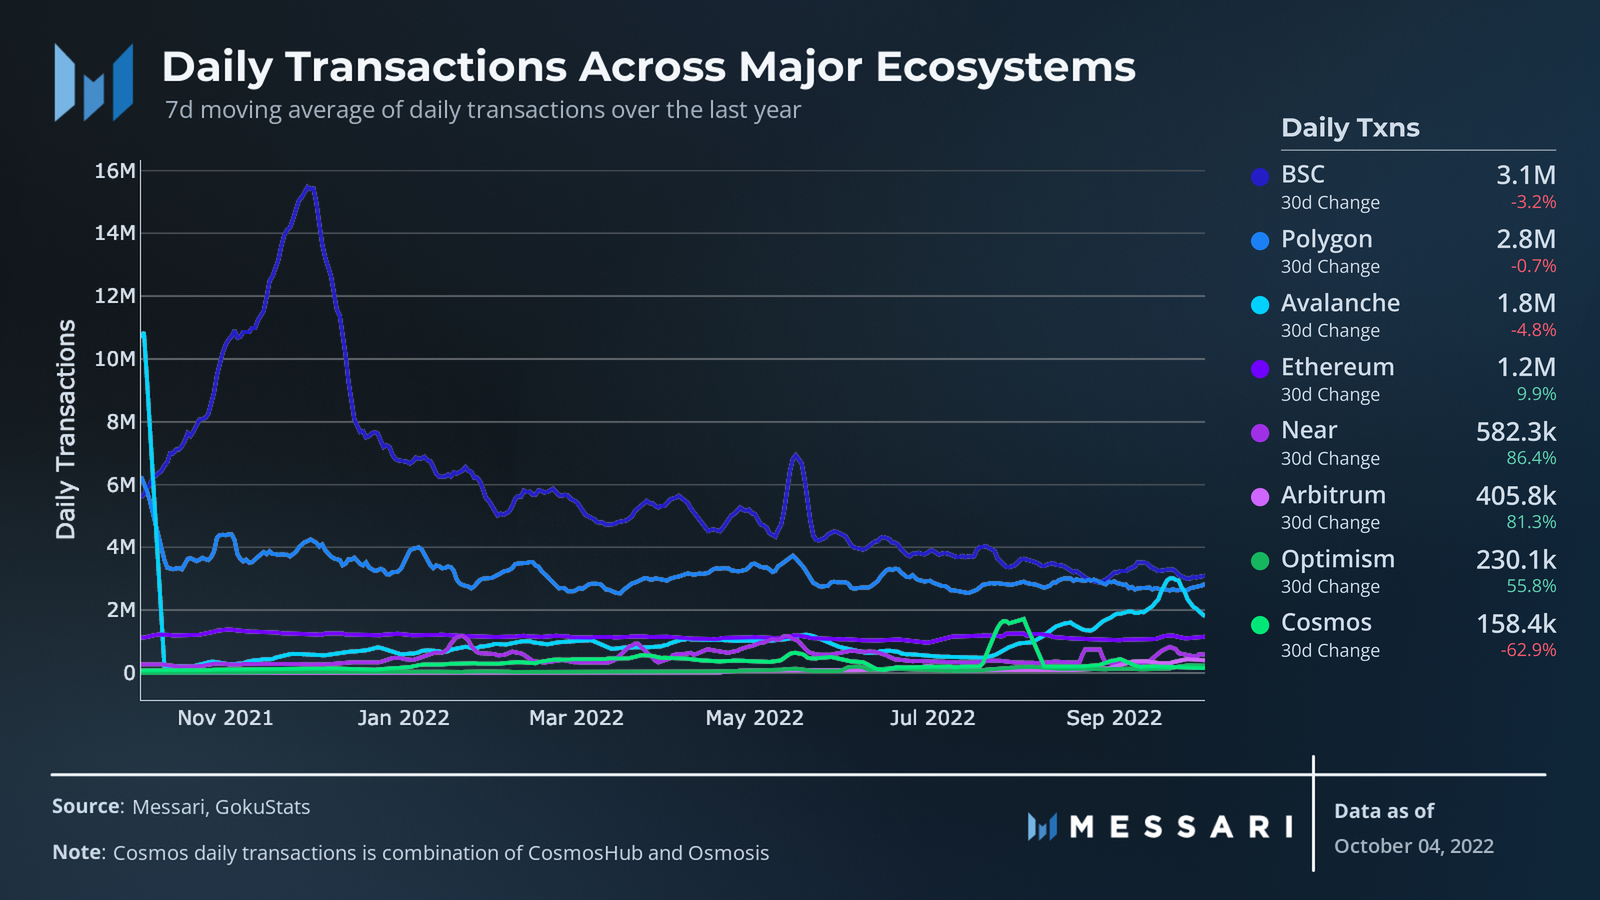 Daily Transactions Across Major Ecosystems
7d moving average of daily transactions over the last year
Daily Txns
BSC 3.1M
30d Change -3.2%
Polygon 2.8M
30d Change -0.7%
Avalanche 1.8M
30d Change -4.8%
Ethereum 1.2M
30d Change 9.9%
Near 582.3k
30d Change 86.4%
Arbitrum 405.8k
30d Change 81.3%
Optimism 230.1k
30d Change 55.8%
Cosmos 158.4k
30d Change -62.9%
Daily Transactions
16M
14M
12M
10M
8M
6M
4M
2M
0
Nov 2021 Jan 2022 Mar 2022 May 2022 Jul 2022 Sep 2022
Source: Messari, GokuStats
Note: Cosmos daily transactions is combination of CosmosHub and Osmosis
MESSARI
Data as of
October 04, 2022